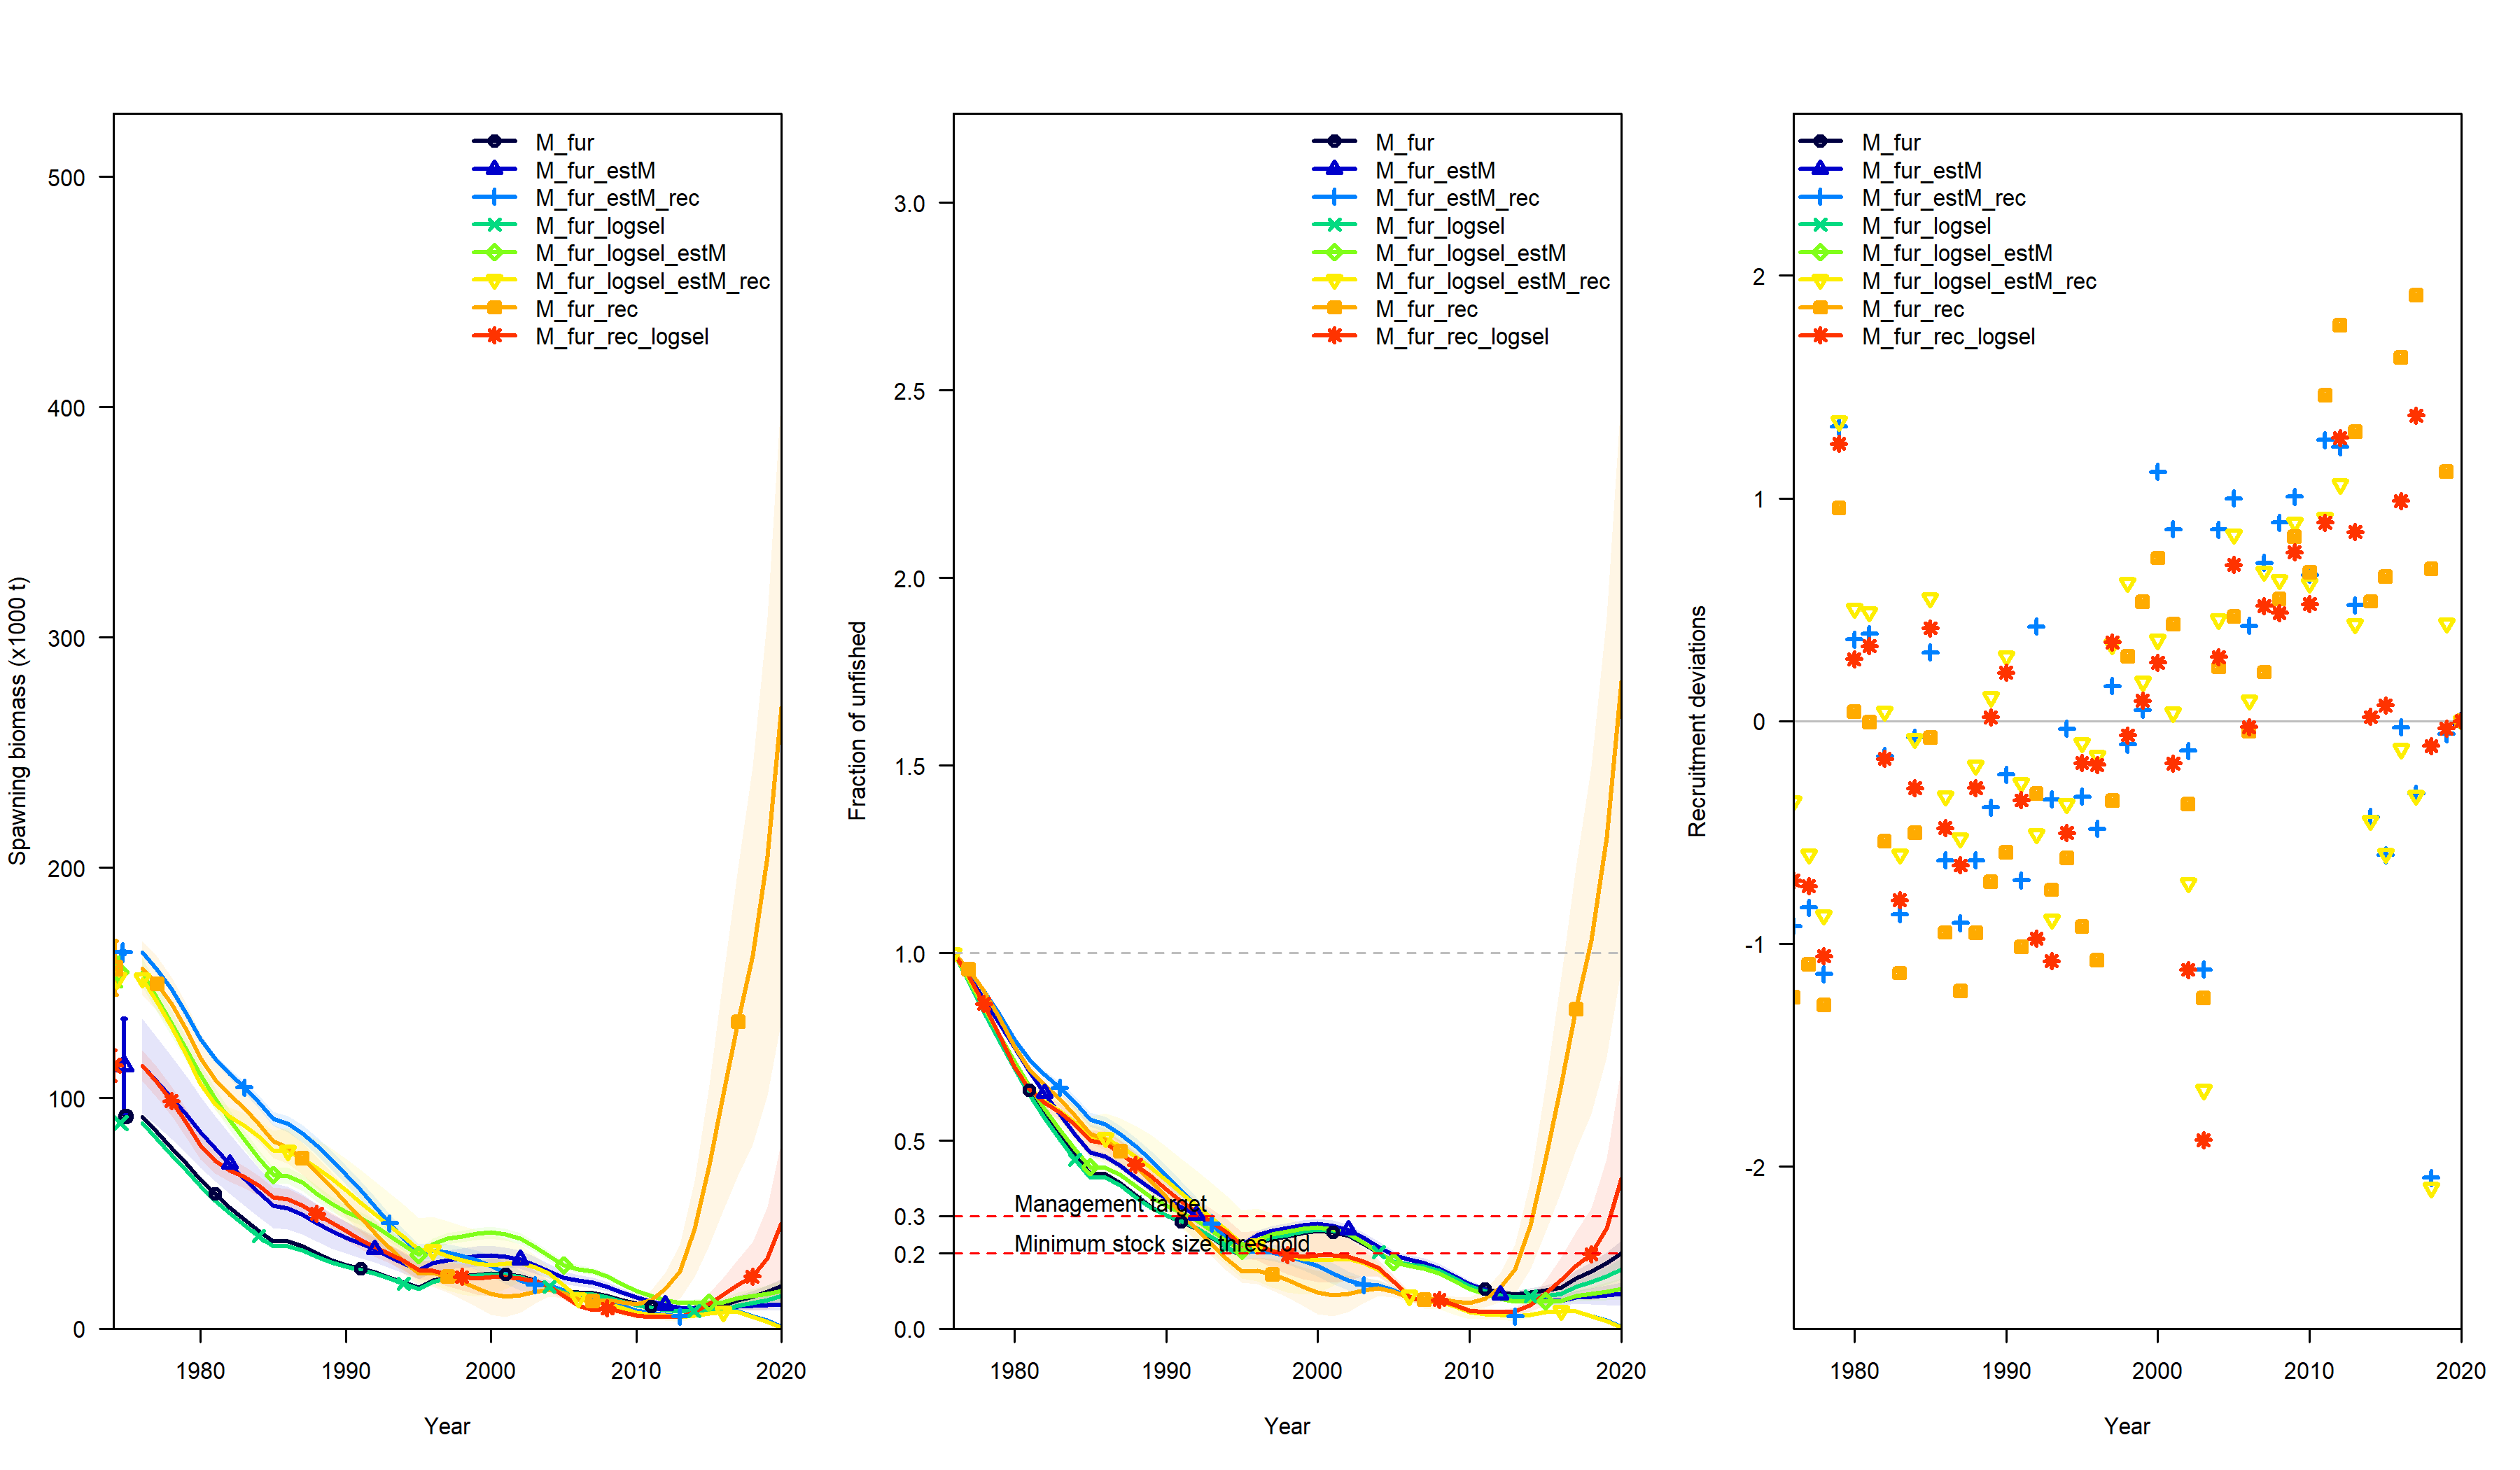 Spawning biomass (x1000 t)
500
400
300
200
100
0
M_fur
M_fur_estM
M_fur_estM_rec
M_fur_logsel
M_fur_logsel_estM
M_fur_logsel_estM_rec
M_fur_rec
M_fur_rec_logsel
1980
1990
2000
2010
2020
Year
Fraction of unfished
3.0
2.5
2.0
1.5
1.0
0.5
0.3
0.2
0.0
M_fur
M_fur_estM
M_fur_estM_rec
M_fur_logsel
M_fur_logsel_estM
M_fur_logsel_estM_rec
M_fur_rec
M_fur_rec_logsel
Management target
Minimum stock size threshold
1980
1990
2000
2010
2020
Year
Recruitment deviations
2
1
0
-1
-2
M_fur
M_fur_estM
M_fur_estM_rec
M_fur_logsel
M_fur_logsel_estM
M_fur_logsel_estM_rec
M_fur_rec
M_fur_rec_logsel
1980
1990
2000
2010
2020
Year